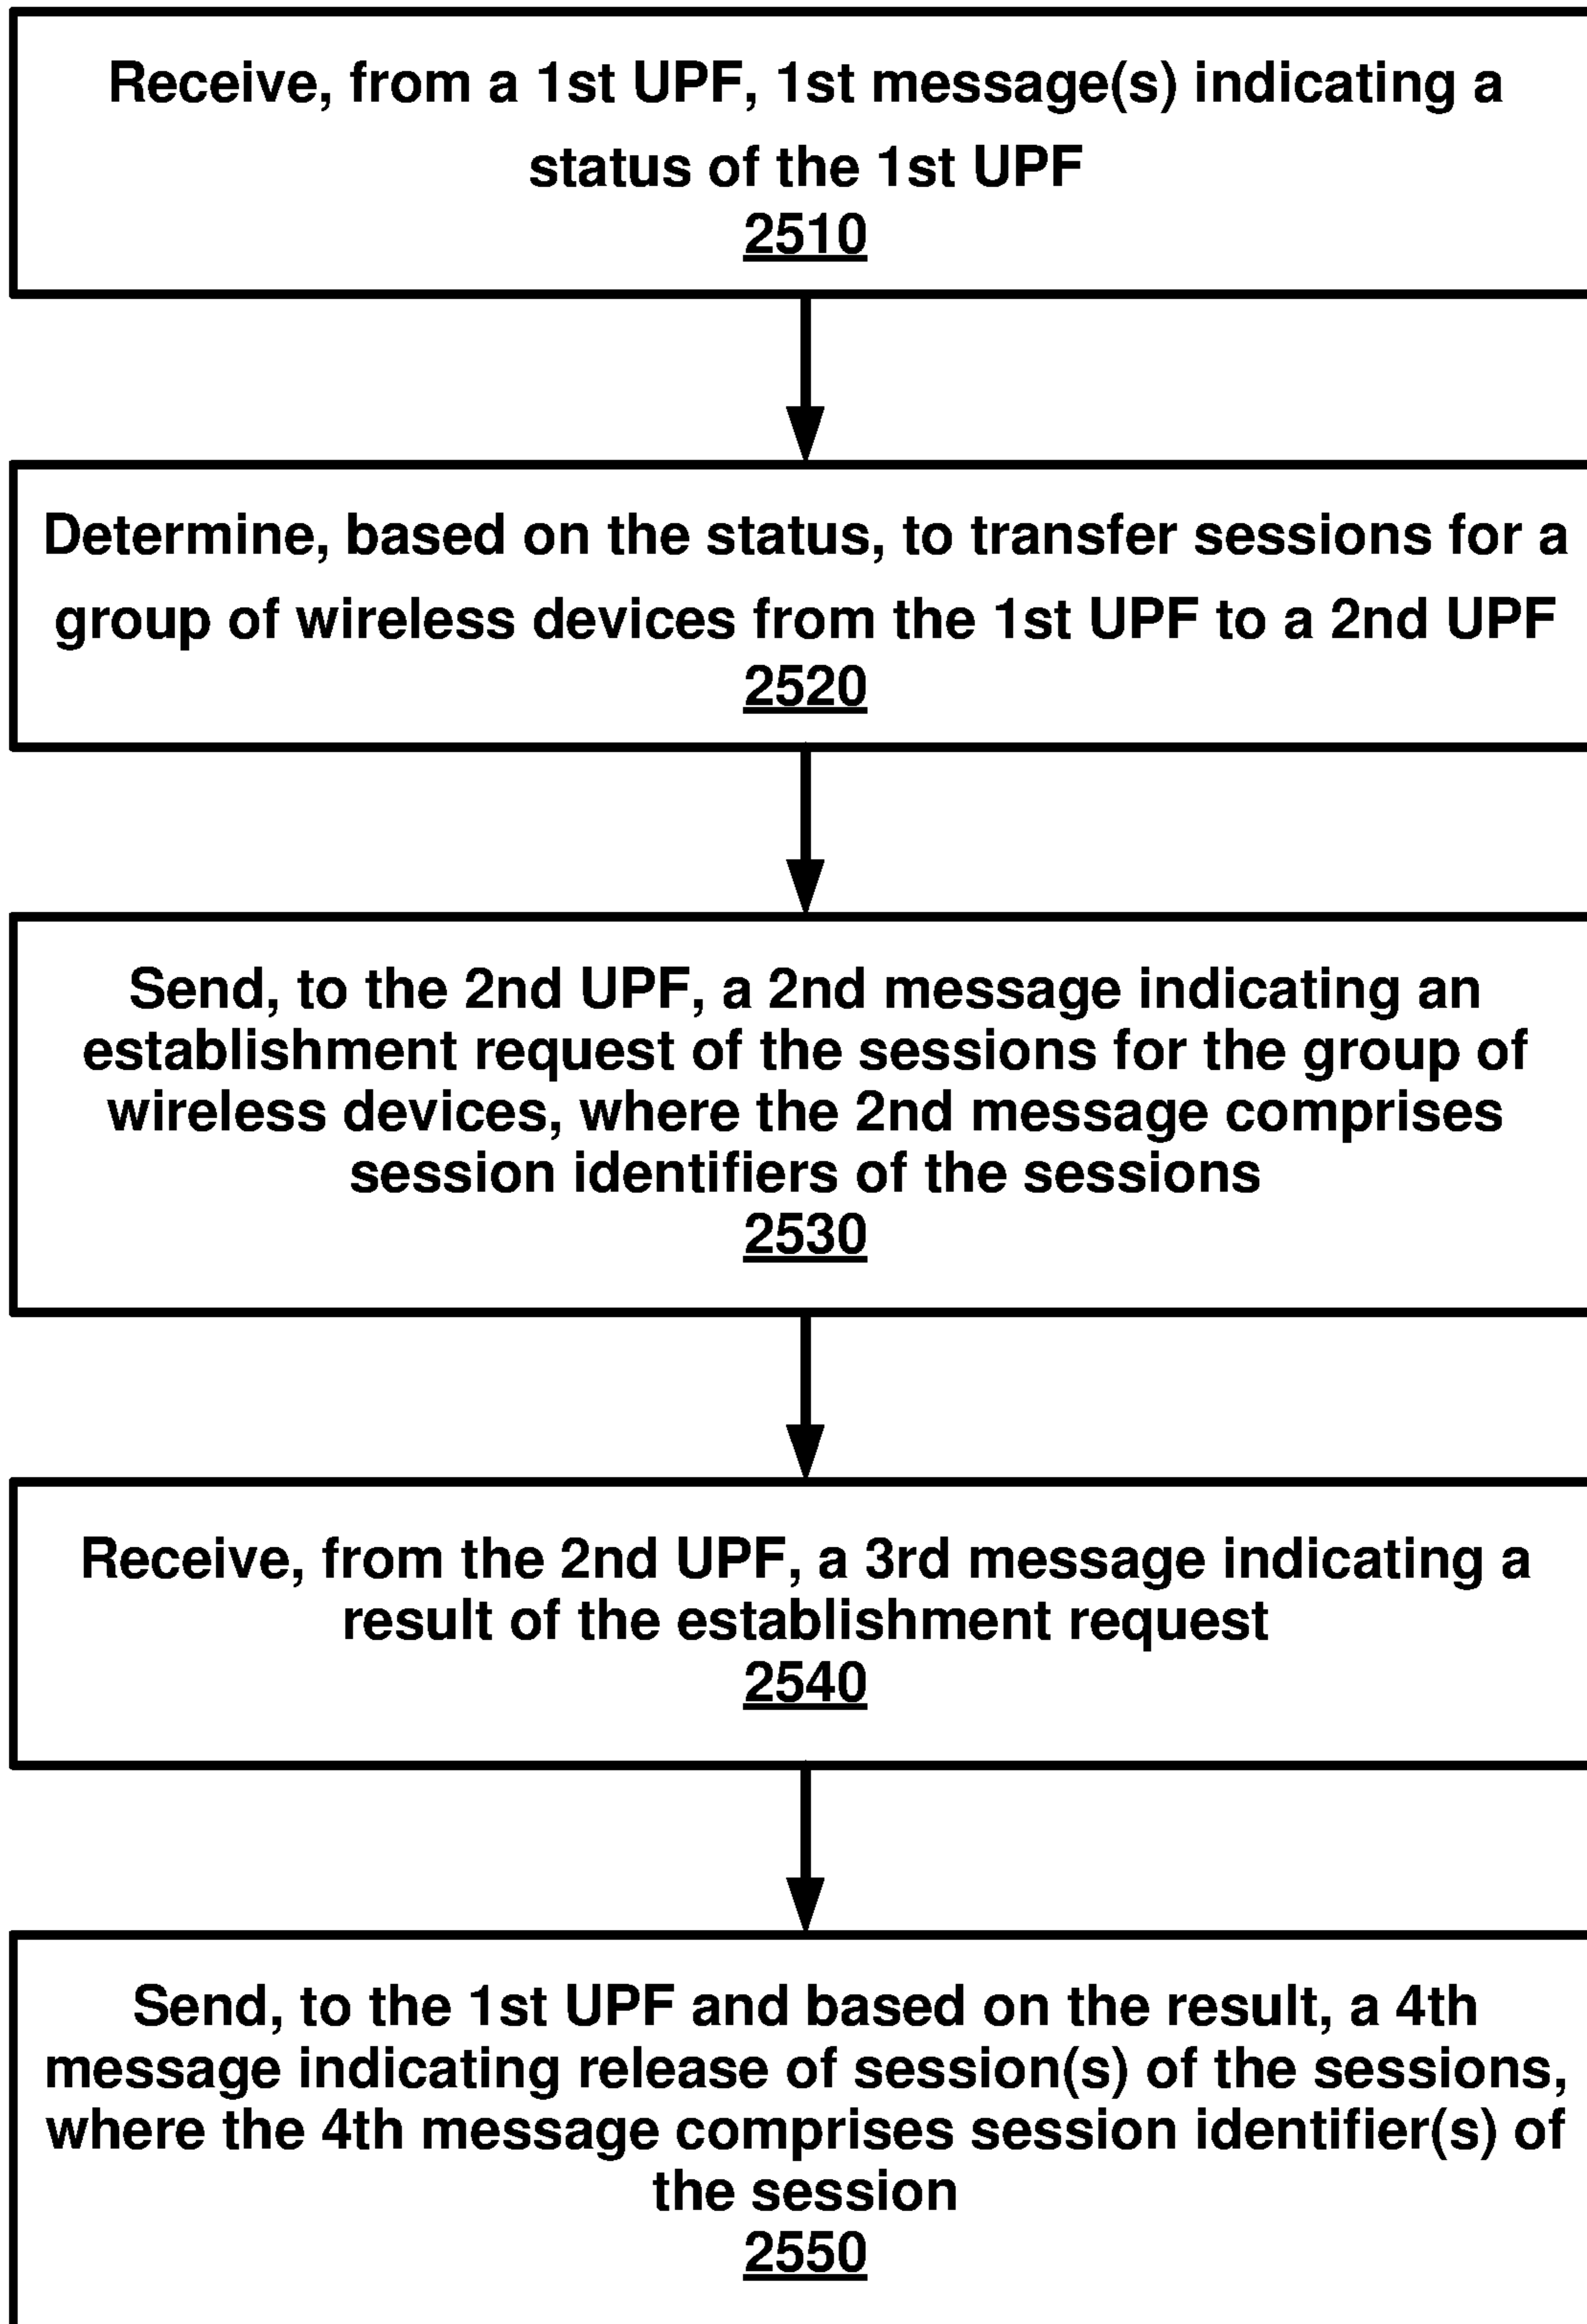 Receive, from a 1st UPF, 1st message(s) indicating a
status of the 1st UPF
2510
Determine, based on the status, to transfer sessions for a
group of wireless devices from the 1st UPF to a 2nd UPF
2520
Send, to the 2nd UPF, a 2nd message indicating an
establishment request of the sessions for the group of
wireless devices, where the 2nd message comprises
session identifiers of the sessions
2530
Receive, from the 2nd UPF, a 3rd message indicating a
result of the establishment request
2540
Send, to the 1st UPF and based on the result, a 4th
message indicating release of session(s) of the sessions,
where the 4th message comprises session identifier(s) of
the session
2550